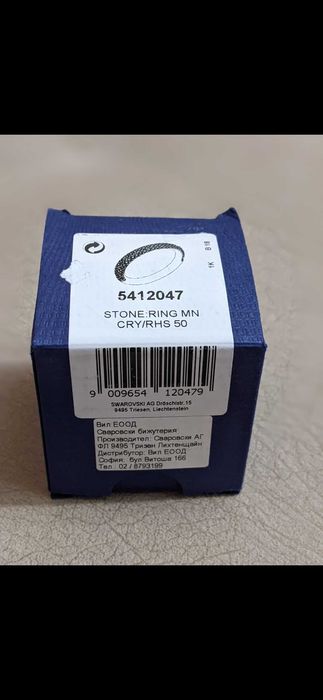 B 18
1K
5412047
STONE:RING MN
CRY/RHS 50
9 009654 120479
SWAROVSKI AG Dröschistr.15
9495 Triesen, Liechtenstein
Вил ЕООД
Сваровски бижутерия
Производител: Сваровски АГ
ФЛ 9495 Тризен Лихтенщайн
Дистрибутор: Вил ЕООД
София: бул Витоша 166
Тел : 02 / 8793199